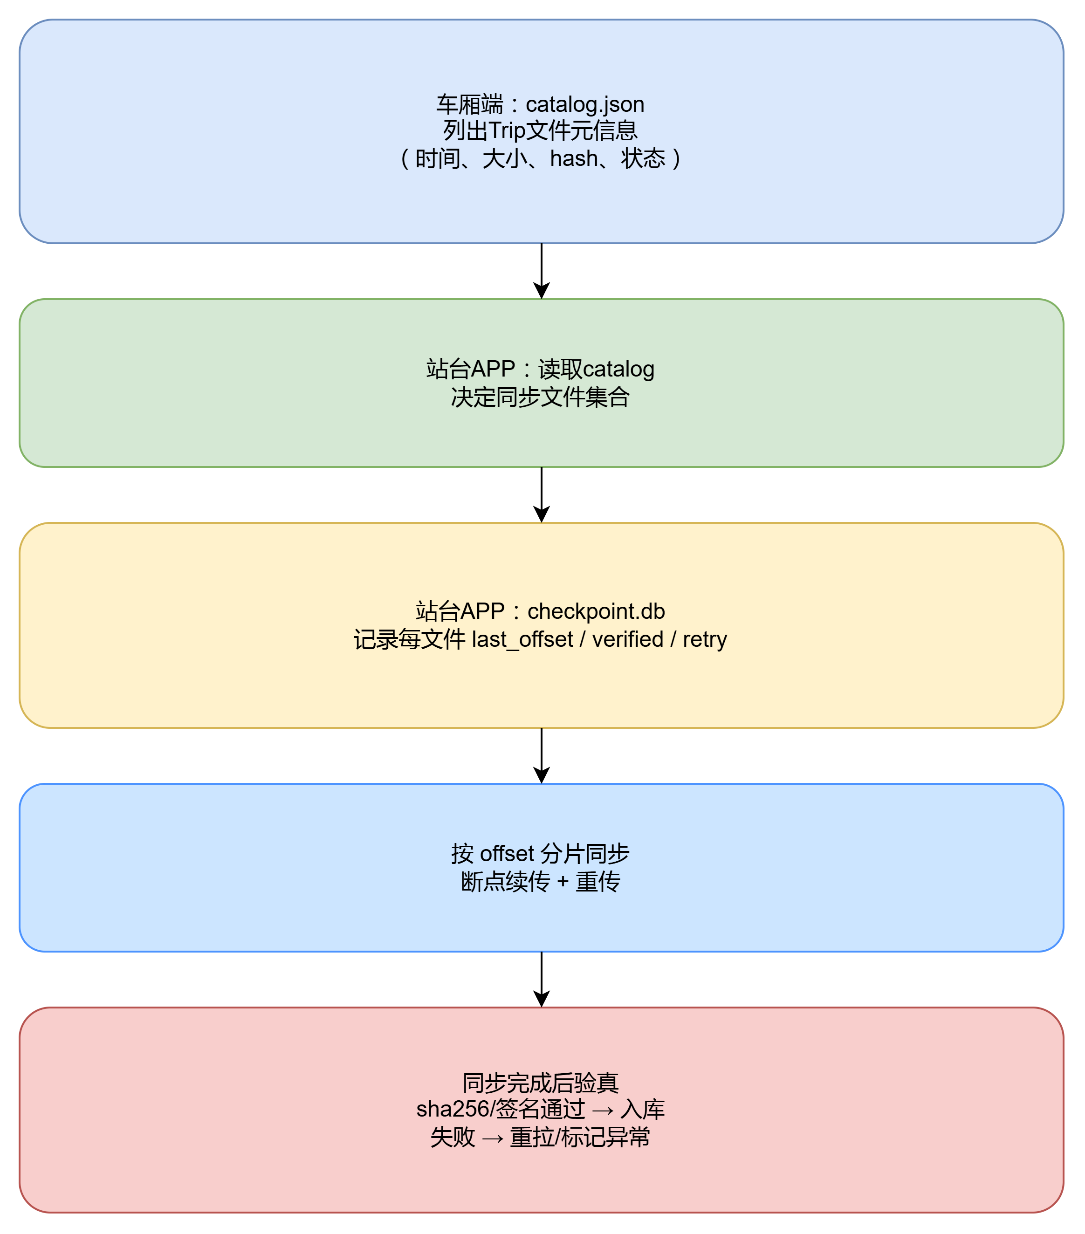 车厢端：catalog.json
列出Trip文件元信息
（时间、大小、hash、状态）
站台APP：读取catalog
决定同步文件集合
站台APP：checkpoint.db
记录每文件 last_offset / verified / retry
按 offset 分片同步
断点续传 + 重传
同步完成后验真
sha256/签名通过 → 入库
失败 → 重拉/标记异常